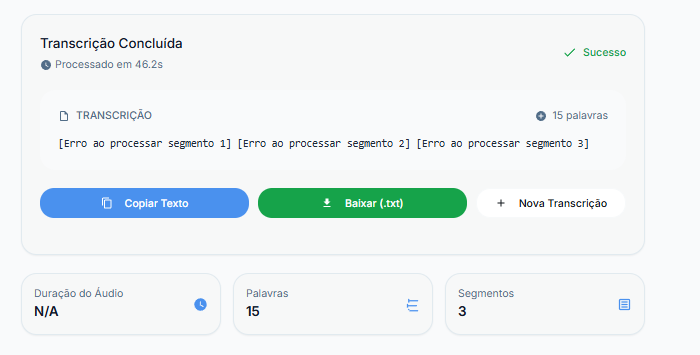 Transcrição Concluída
Processado em 46.2s
Sucesso
TRANSCRIÇÃO
15 palavras
[Erro ao processar segmento 1] [Erro ao processar segmento 2] [Erro ao processar segmento 3]
Copiar Texto
Baixar (.txt)
Nova Transcrição
Duração do Áudio
N/A
Palavras
15
Segmentos
3